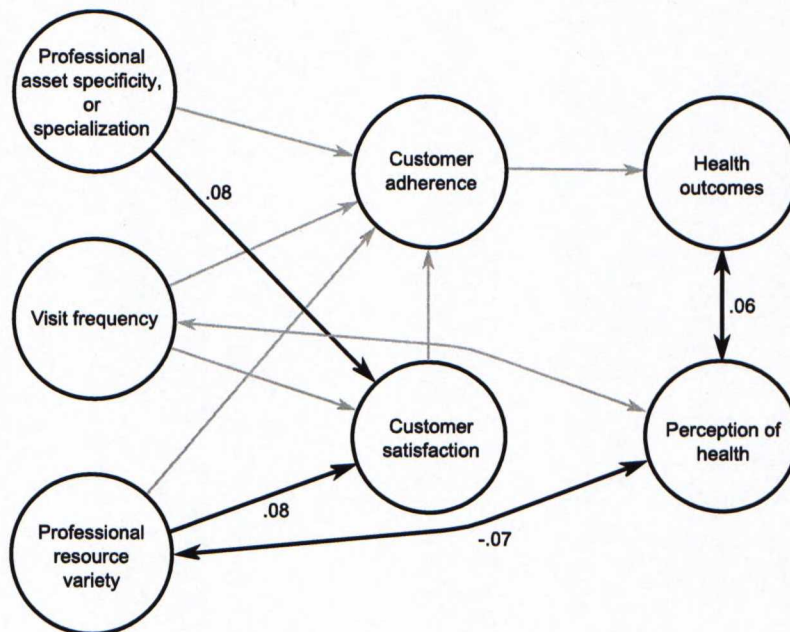 Professional
asset specificity,
or
specialization
Customer
adherence
Health
outcomes
.08
Visit frequency
.06
Customer
satisfaction
Perception of
health
.08
-.07
Professional
resource
variety